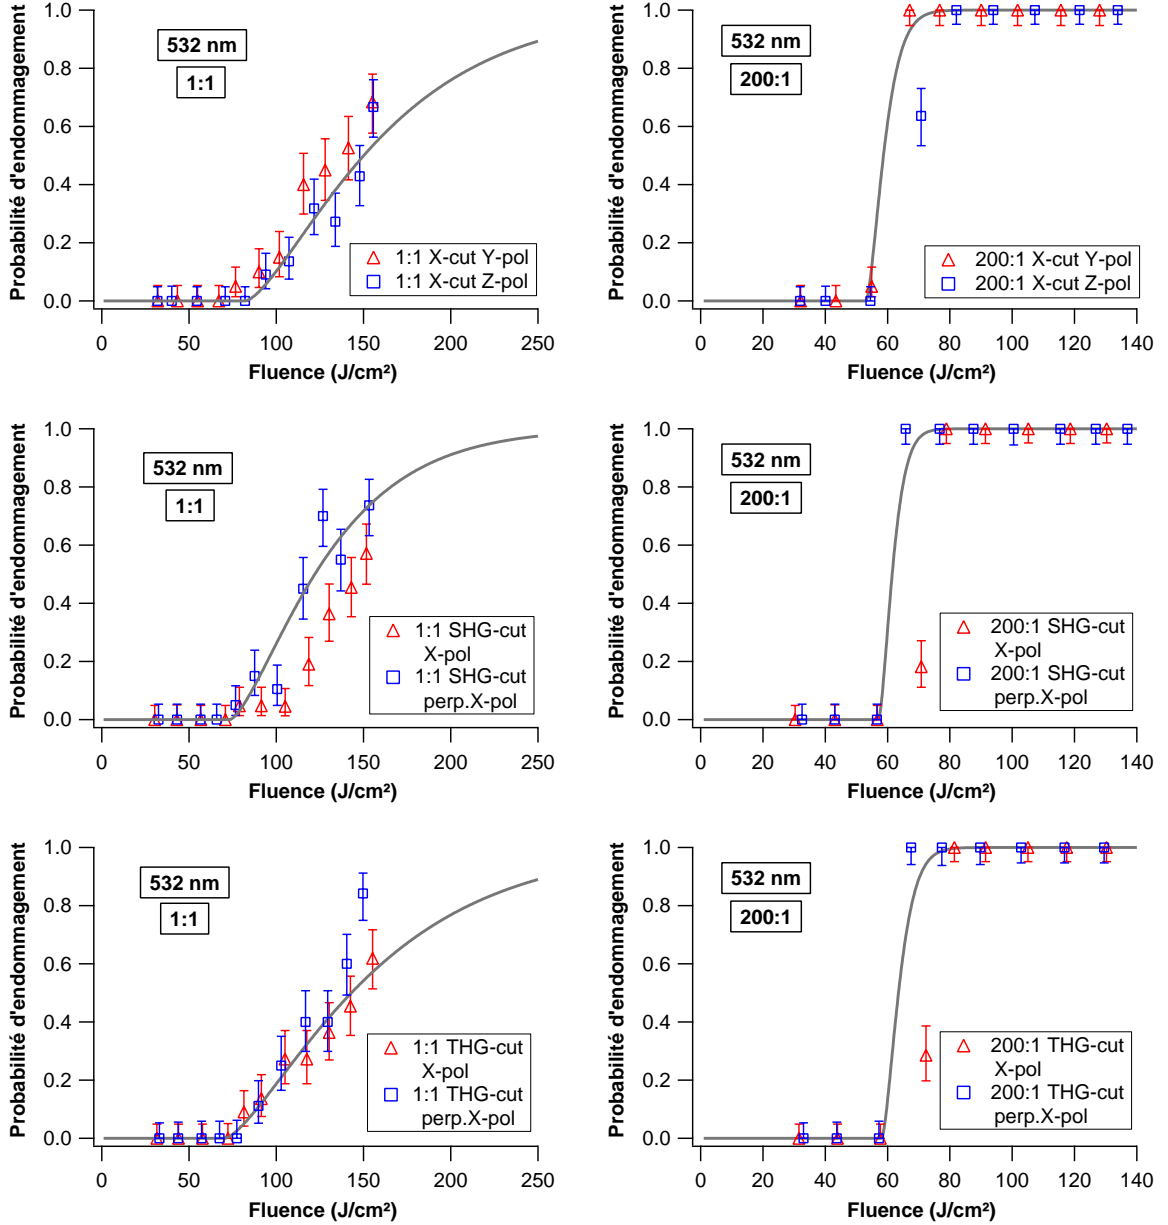 1.0
0.8
0.6
0.4
0.2
0.0
Probabilité d'endommagement
532 nm
1:1
1:1 X-cut Y-pol
1:1 X-cut Z-pol
0 50 100 150 200 250
Fluence (J/cm²)
1.0
0.8
0.6
0.4
0.2
0.0
Probabilité d'endommagement
532 nm
200:1
200:1 X-cut Y-pol
200:1 X-cut Z-pol
0 20 40 60 80 100 120 140
Fluence (J/cm²)
1.0
0.8
0.6
0.4
0.2
0.0
Probabilité d'endommagement
532 nm
1:1
1:1 SHG-cut
X-pol
1:1 SHG-cut
perp.X-pol
0 50 100 150 200 250
Fluence (J/cm²)
1.0
0.8
0.6
0.4
0.2
0.0
Probabilité d'endommagement
532 nm
200:1
200:1 SHG-cut
X-pol
200:1 SHG-cut
perp.X-pol
0 20 40 60 80 100 120 140
Fluence (J/cm²)
1.0
0.8
0.6
0.4
0.2
0.0
Probabilité d'endommagement
532 nm
1:1
1:1 THG-cut
X-pol
1:1 THG-cut
perp.X-pol
0 50 100 150 200 250
Fluence (J/cm²)
1.0
0.8
0.6
0.4
0.2
0.0
Probabilité d'endommagement
532 nm
200:1
200:1 THG-cut
X-pol
200:1 THG-cut
perp.X-pol
0 20 40 60 80 100 120 140
Fluence (J/cm²)